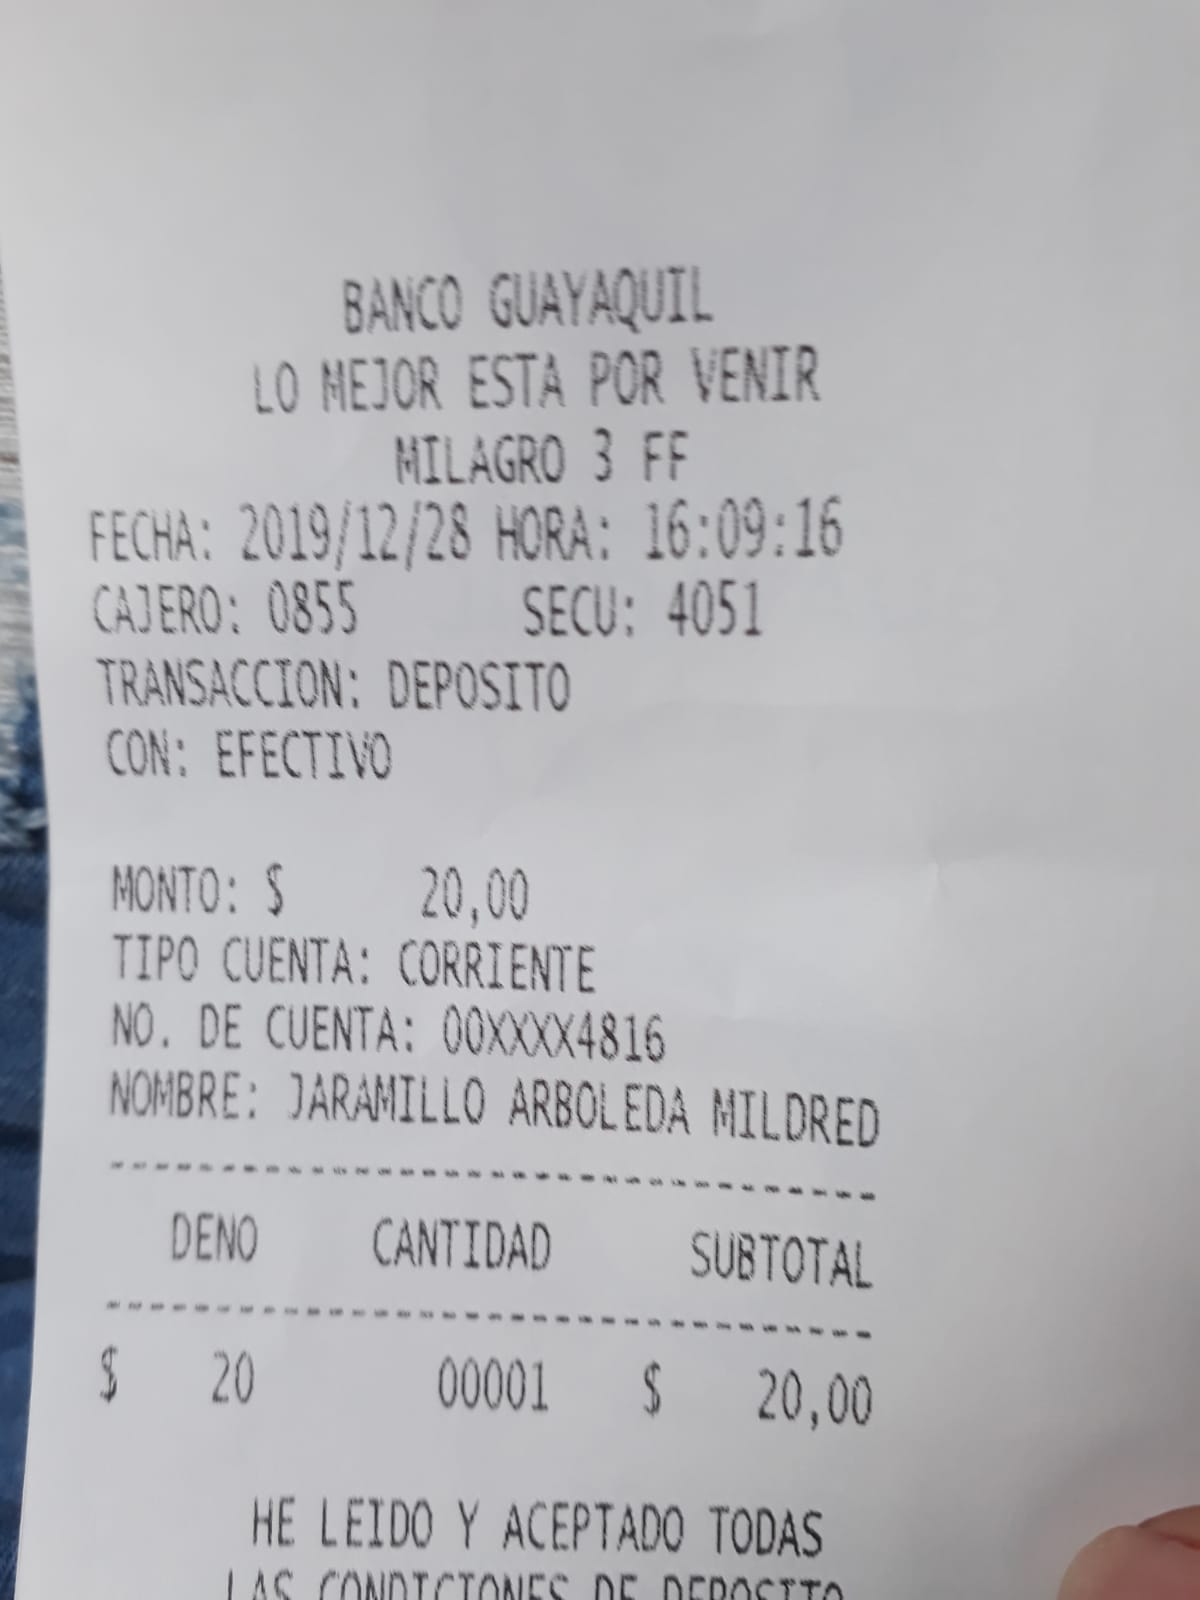 BANCO GUAYAQUIL
LO MEJOR ESTA POR VENIR
MILAGRO 3 FF
FECHA: 2019/12/28 HORA: 16:09:16
CAJERO: 0855 SECU: 4051
TRANSACCION: DEPOSITO
CON: EFECTIVO
MONTO: $ 20,00
TIPO CUENTA: CORRIENTE
NO. DE CUENTA: 00XXXX4816
NOMBRE: JARAMILLO ARBOLEDA MILDRED
DENO CANTIDAD SUBTOTAL
$ 20 00001 $ 20,00
HE LEIDO Y ACEPTADO TODAS
LAS CONDICIONES DE DEPOSITO